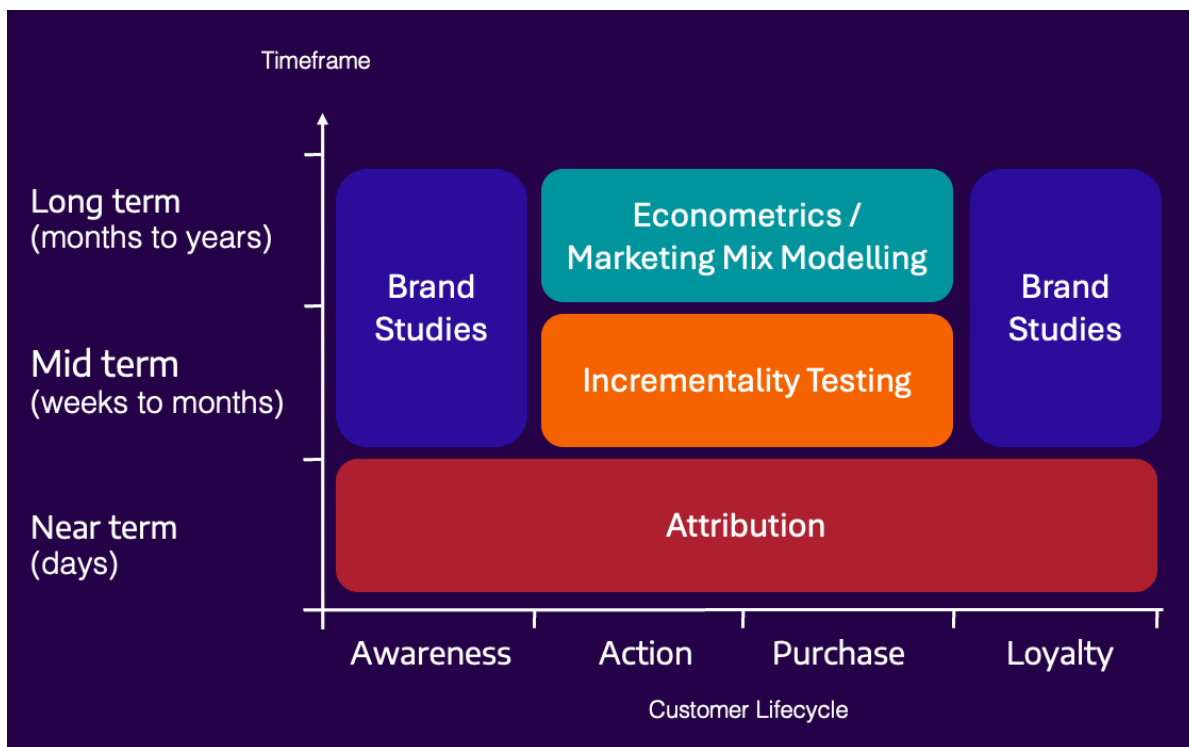 Timeframe
Long term
(months to years)
Mid term
(weeks to months)
Near term
(days)
Brand
Studies
Econometrics /
Marketing Mix Modelling
Incrementality Testing
Brand
Studies
Attribution
Awareness
Action
Purchase
Loyalty
Customer Lifecycle